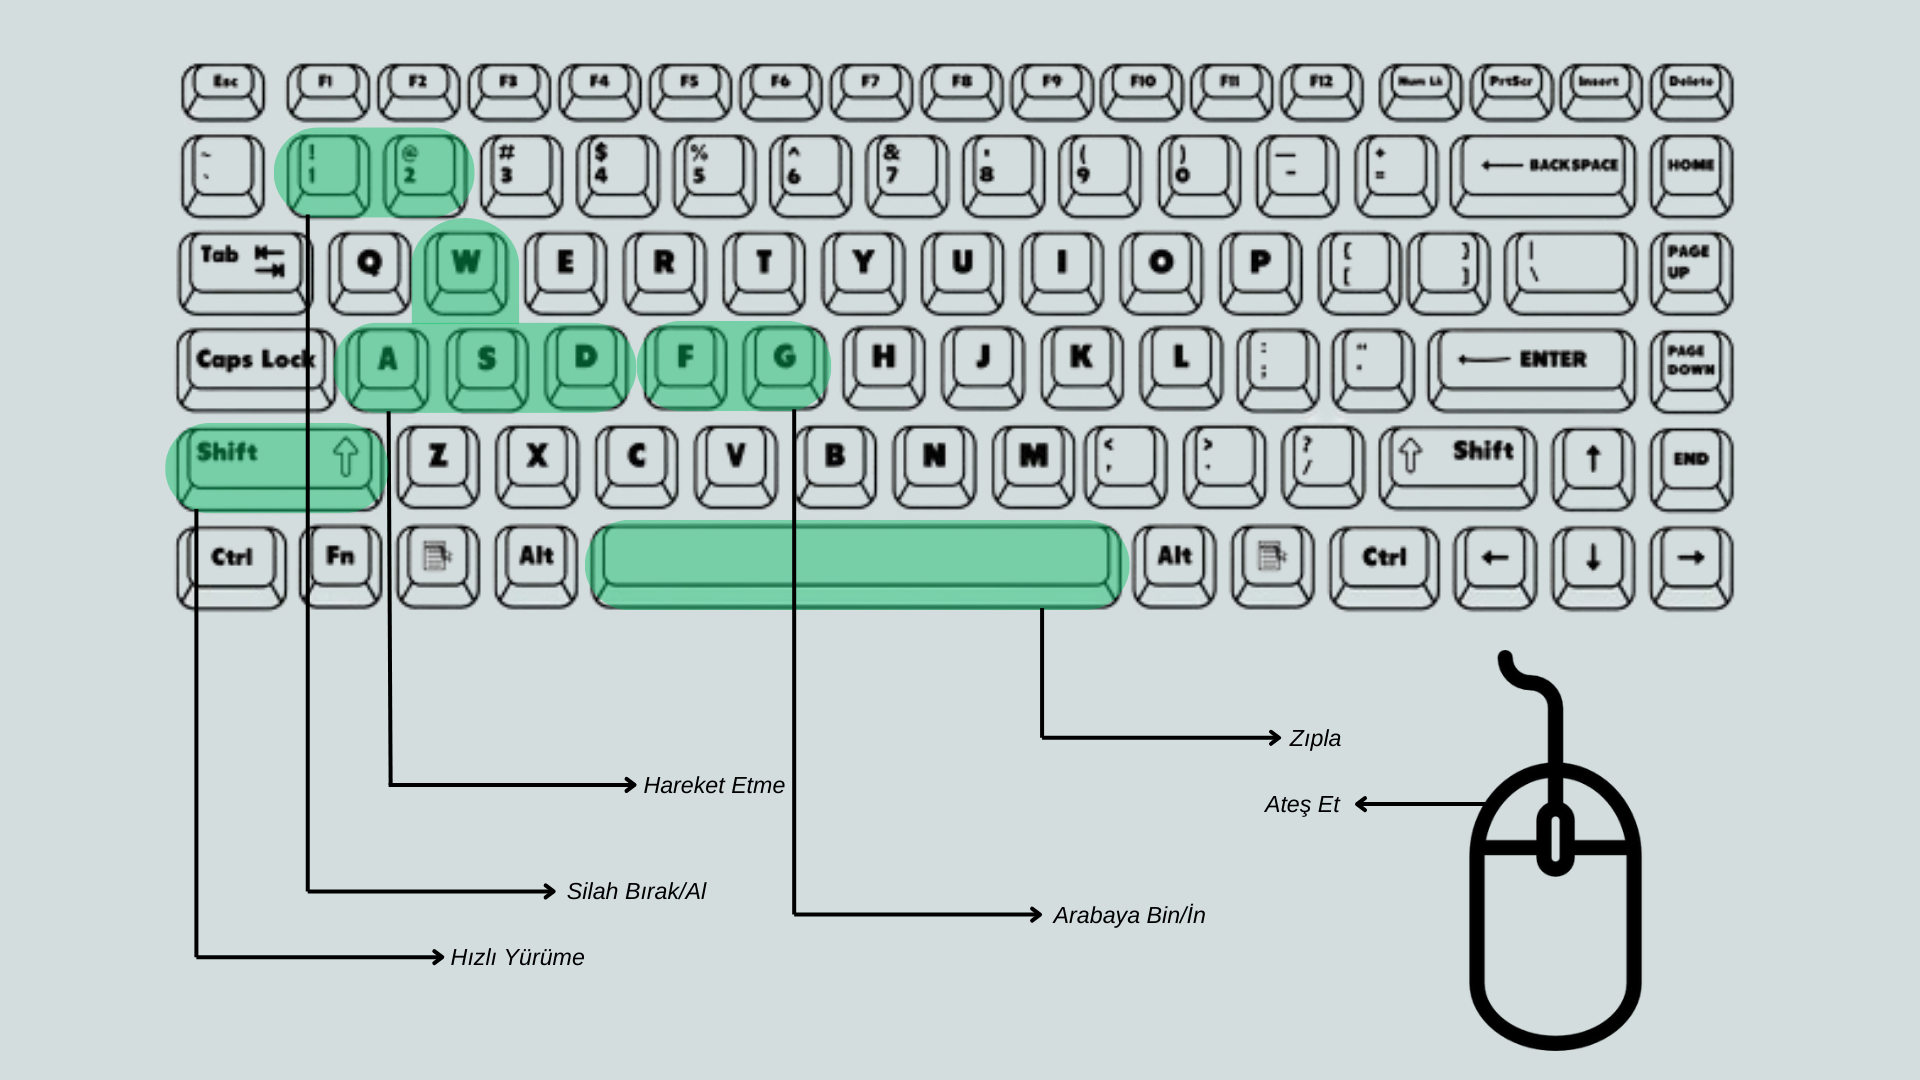 Esc F1 F2 F3 F4 F5 F6 F7 F8 F9 F10 F11 F12 Num Lk PrtScr Insert Delete
~ ! @ # $ % ^ & ' ( ) — +
` 1 2 3 4 5 6 7 8 9 0 - = ← BACKSPACE HOME
Tab Q W E R T Y U I O P [ } | PAGE UP
[ ] \
Caps Lock A S D F G H J K L : " ← ENTER PAGE DOWN
; '
Shift ⇧ Z X C V B N M < > ? ⇧ Shift ↑ END
, . /
Ctrl Fn Alt Alt Ctrl ← ↓ →
Zıpla
Hareket Etme
Ateş Et
Silah Bırak/Al
Arabaya Bin/İn
Hızlı Yürüme